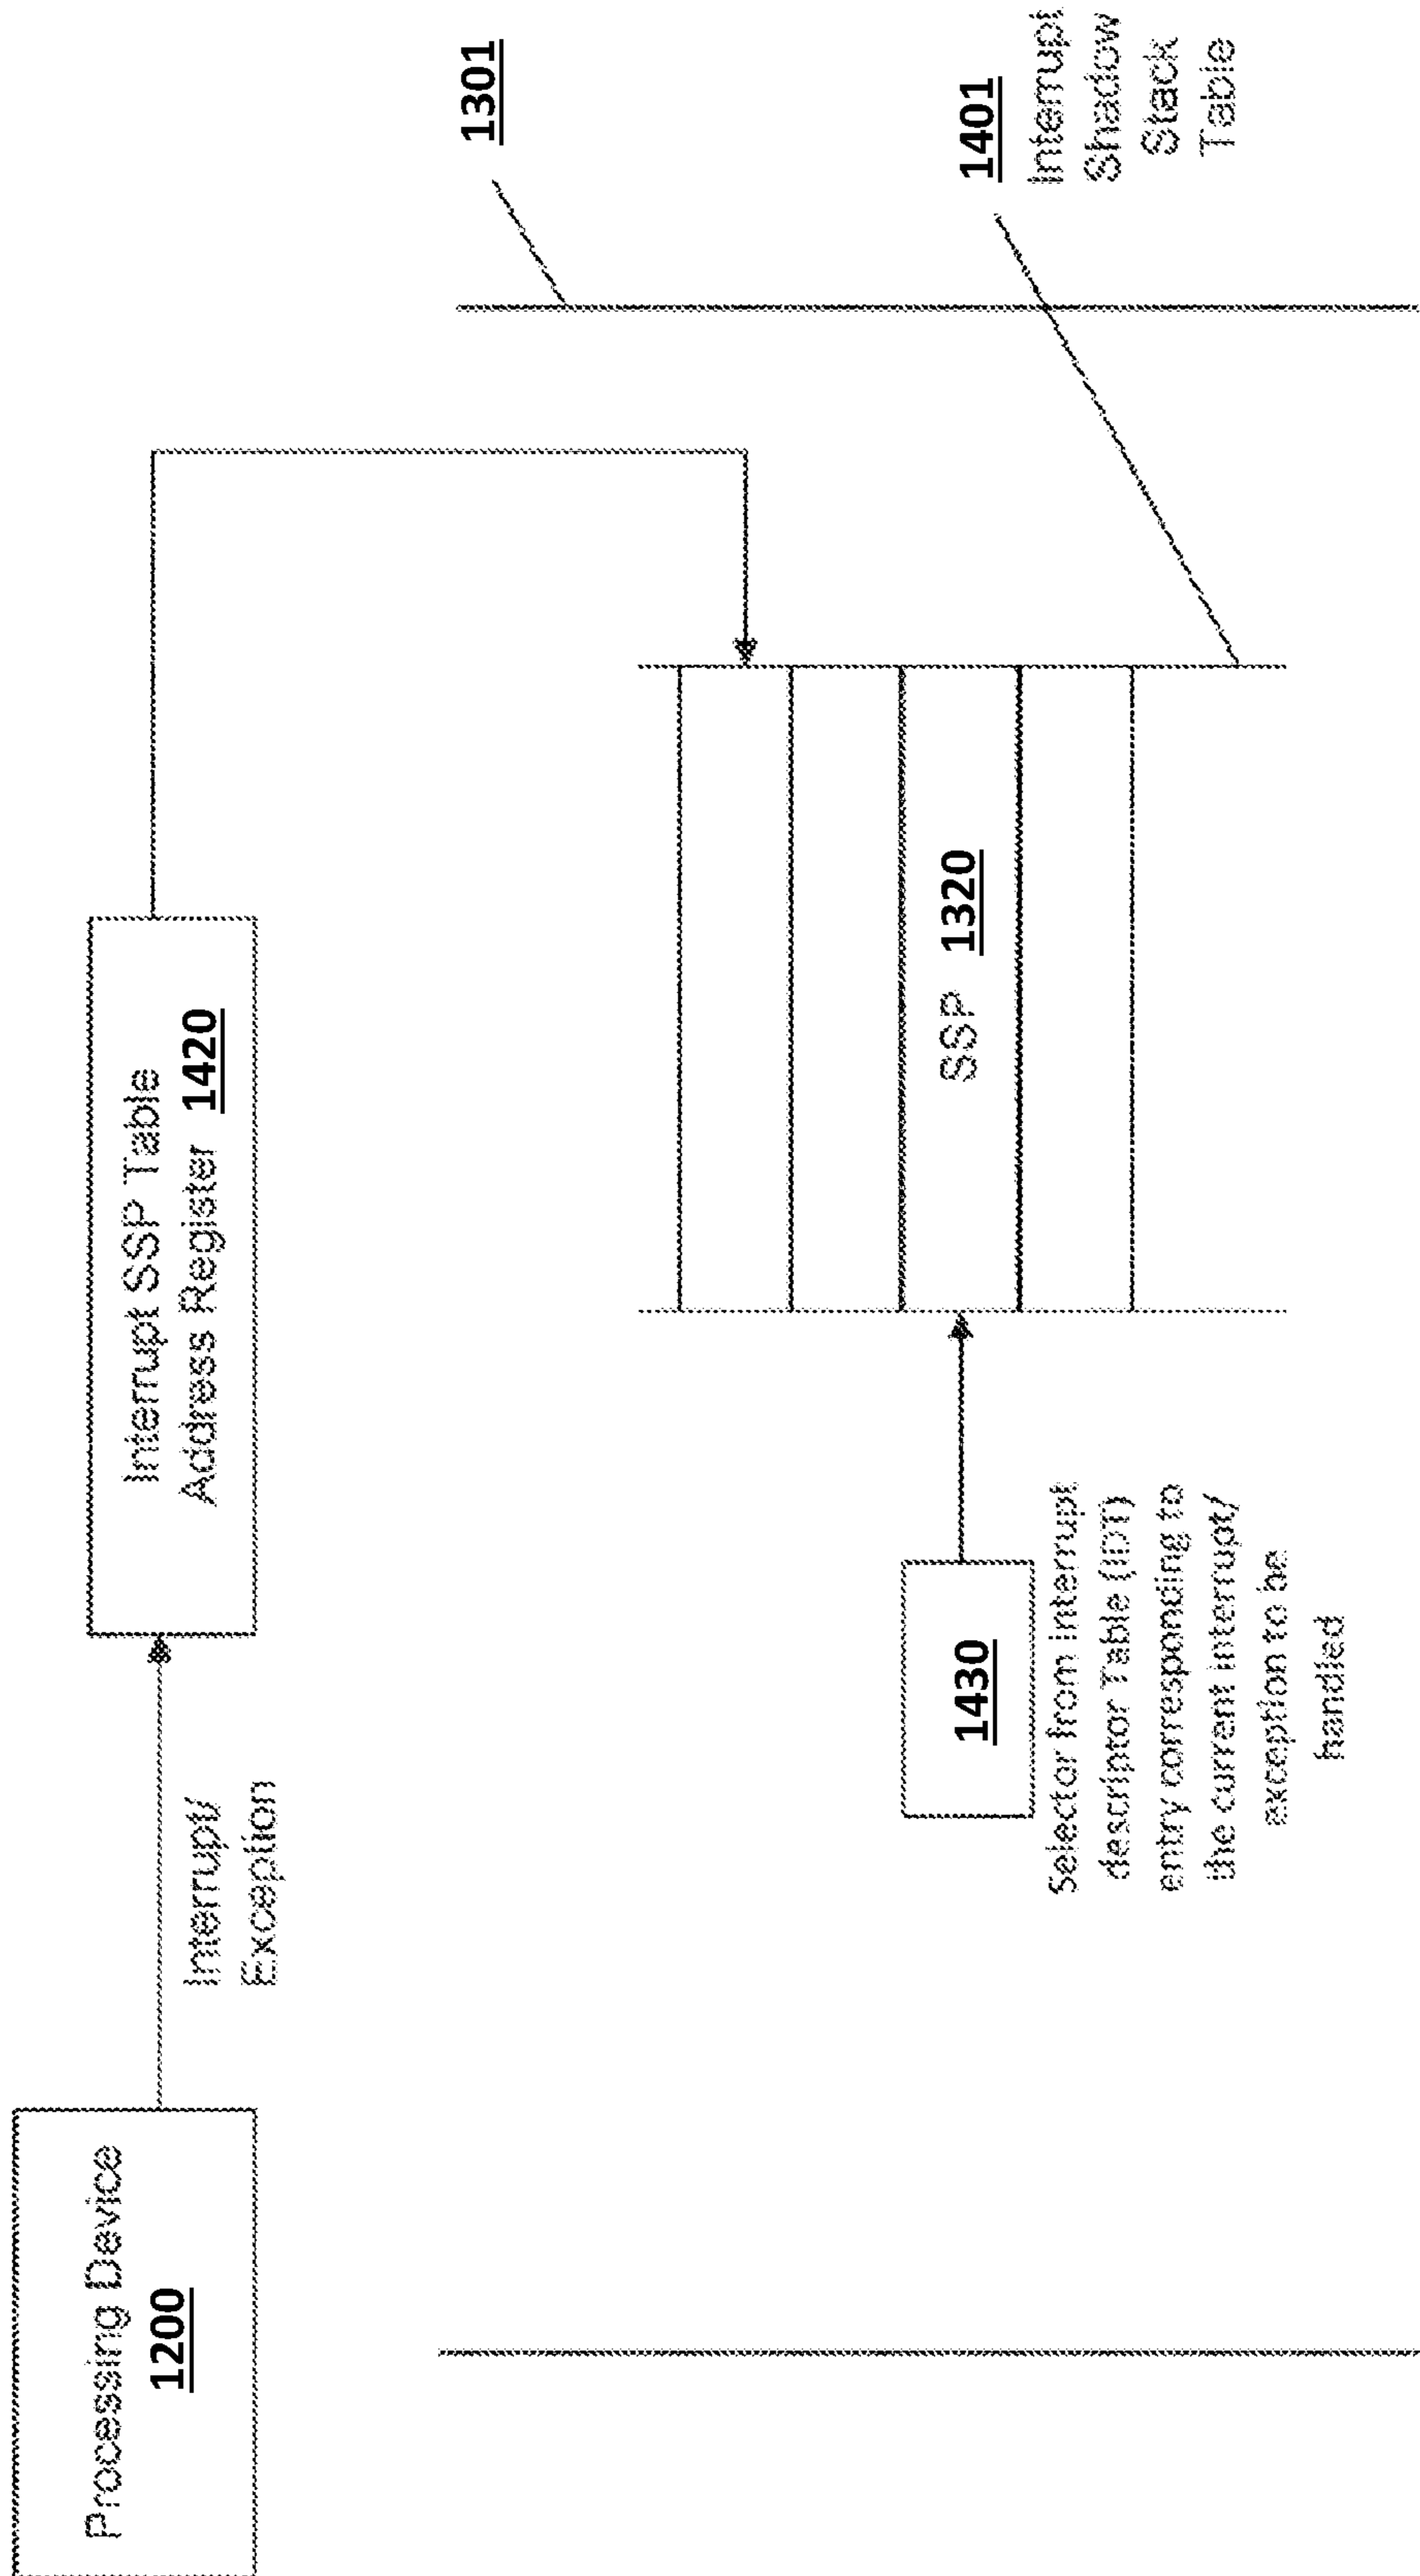 Processing Device
1200
Interrupt/
Exception
Interrupt SSP Table
Address Register 1420
1301
1401
Interrupt
Shadow
Stack
Table
SSP 1320
1430
Selector from interrupt
descriptor Table (IDT)
entry corresponding to
the current interrupt/
exception to be
handled